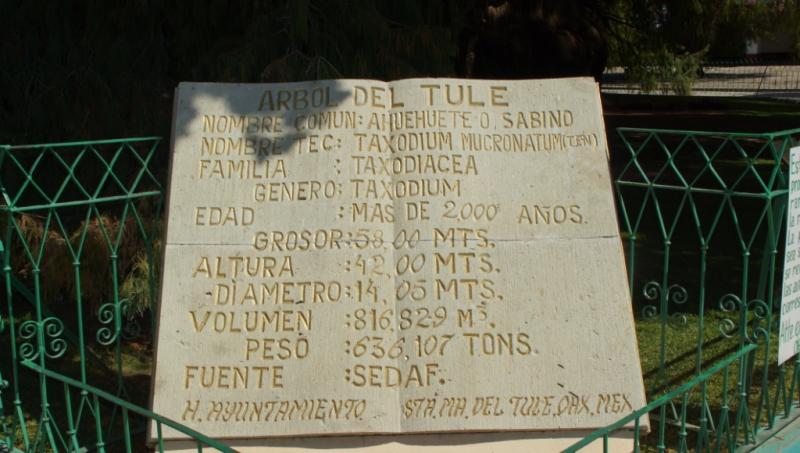 ARBOL DEL TULE
NOMBRE COMUN: AHUEHUETE O, SABINO
NOMBRE TEC: TAXODIUM MUCRONATUM (TEN)
FAMILIA : TAXODIACEA
GENERO: TAXODIUM
EDAD : MAS DE 2,000 AÑOS.
GROSOR: 58,00 MTS.
ALTURA : 42,00 MTS.
DIAMETRO: 14,05 MTS.
VOLUMEN : 816,829 M³.
PESO : 636,107 TONS.
FUENTE : SEDAF.
H. AYUNTAMIENTO STA. MA. DEL TULE, OAX. MEX